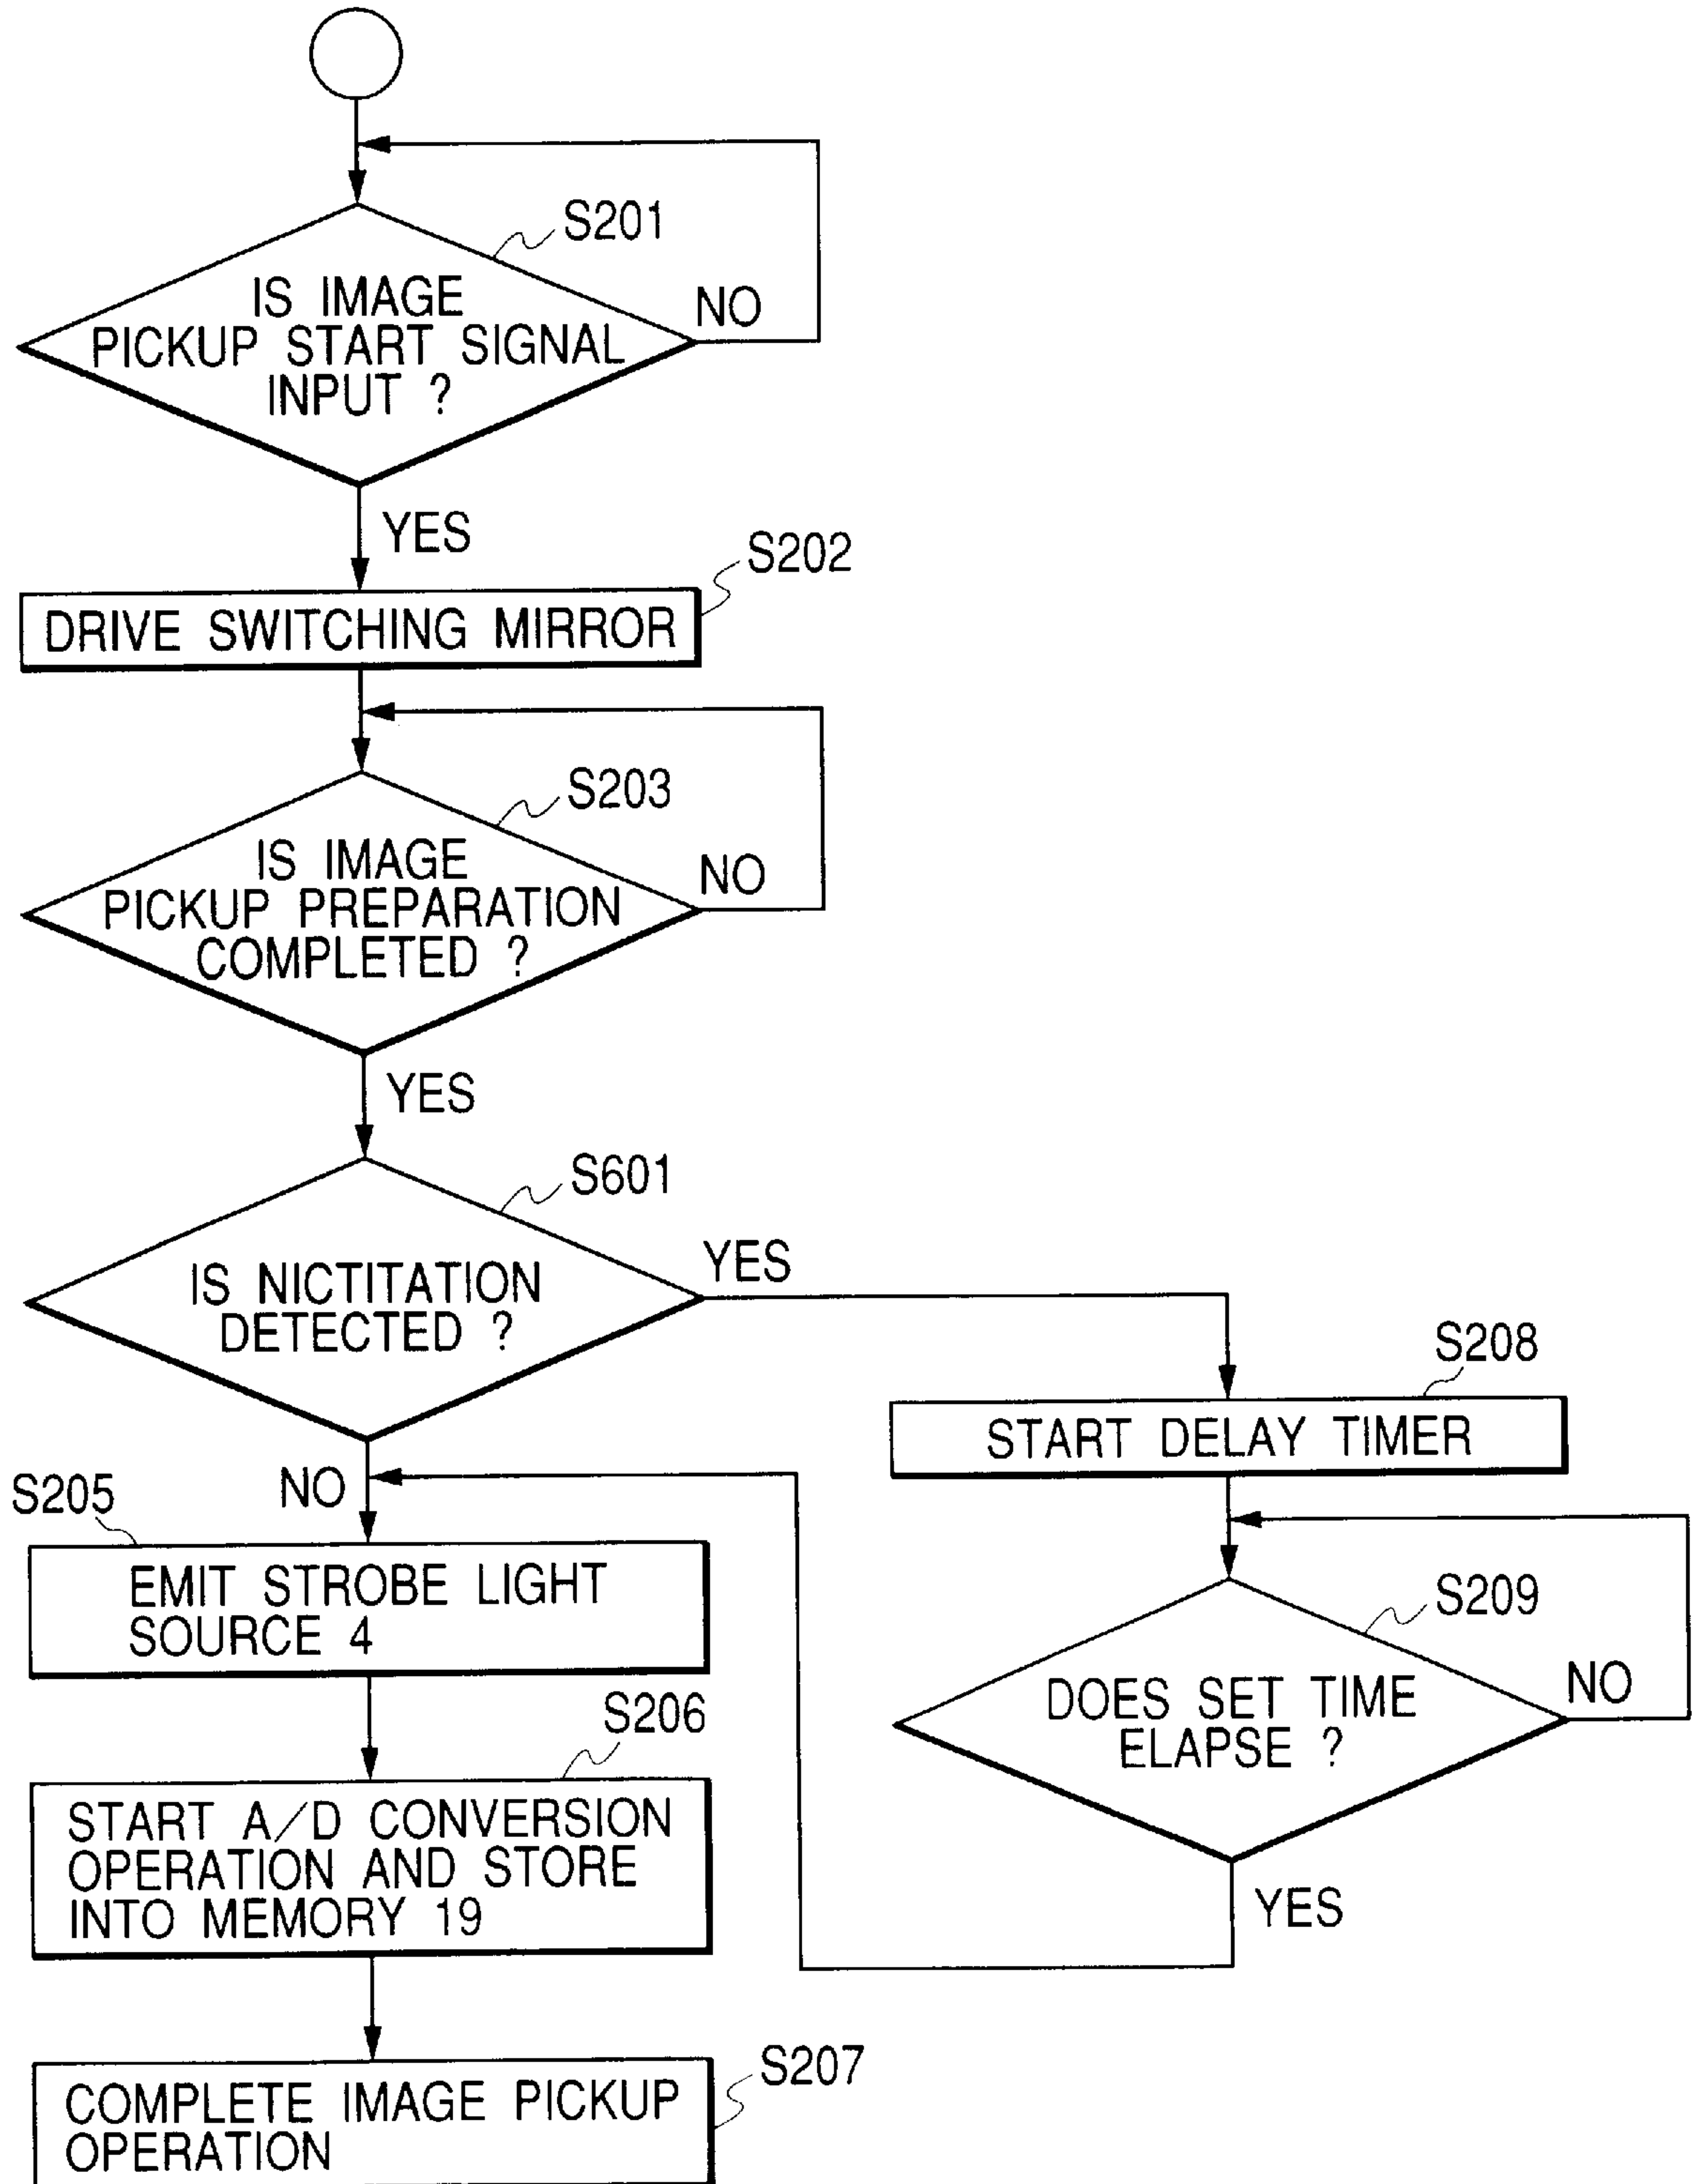 S201
IS IMAGE
PICKUP START SIGNAL
INPUT ?
NO
YES
S202
DRIVE SWITCHING MIRROR
S203
IS IMAGE
PICKUP PREPARATION
COMPLETED ?
NO
YES
S601
IS NICTITATION
DETECTED ?
YES
NO
S208
START DELAY TIMER
S209
DOES SET TIME
ELAPSE ?
NO
YES
S205
EMIT STROBE LIGHT
SOURCE 4
S206
START A/D CONVERSION
OPERATION AND STORE
INTO MEMORY 19
S207
COMPLETE IMAGE PICKUP
OPERATION